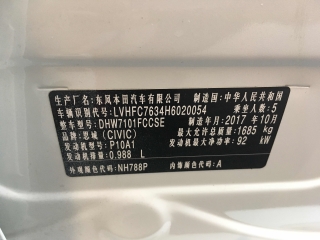 生产厂名:东风本田汽车有限公司 制造国:中华人民共和国
车辆识别代号:LVHFC7634H6020054 乘坐人数:5
车辆型号:DHW7101FCCSE 制造年月:2017 年 10月
品牌:思域 (CIVIC) 最大允许总质量:1685 kg
发动机型号:P10A1 发动机最大净功率:92 kW
发动机排量:0.988 L
外观颜色代码:NH788P 内饰颜色代码:A